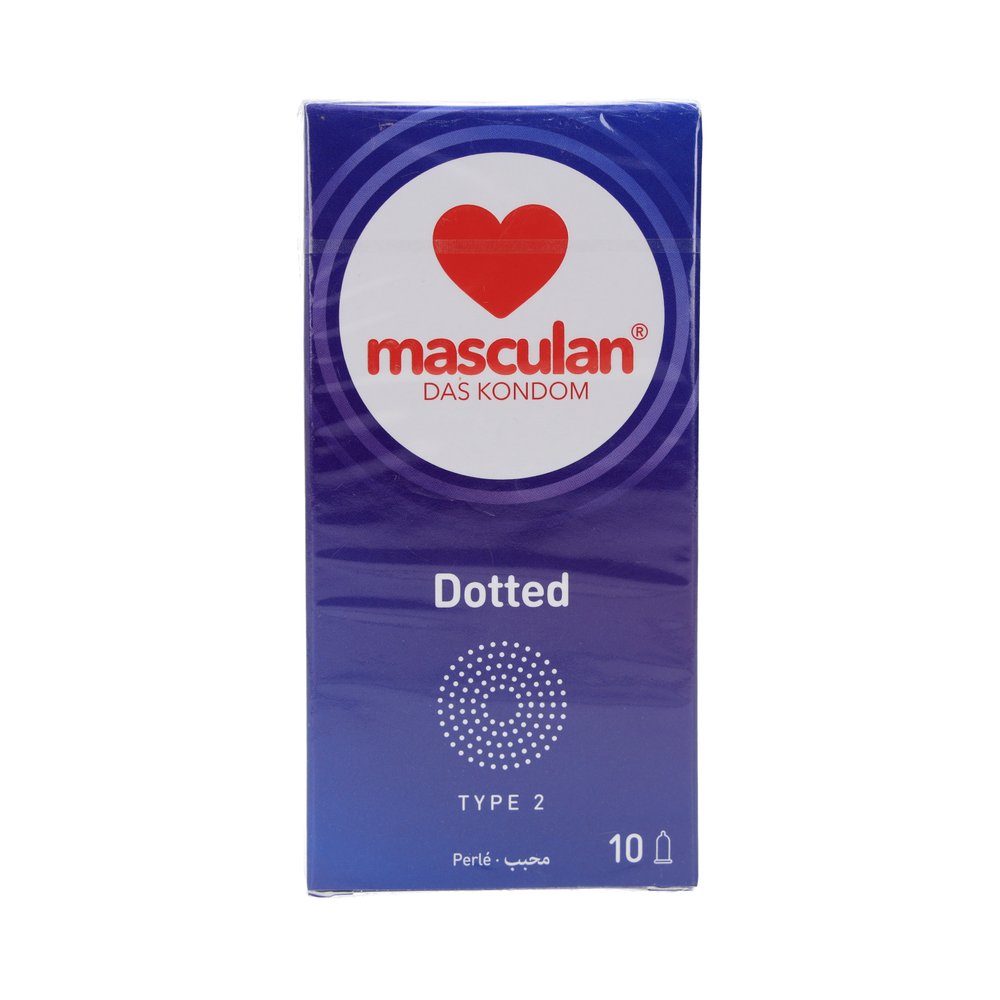 masculan®
DAS KONDOM
Dotted
TYPE 2
Perlé · محبب
10